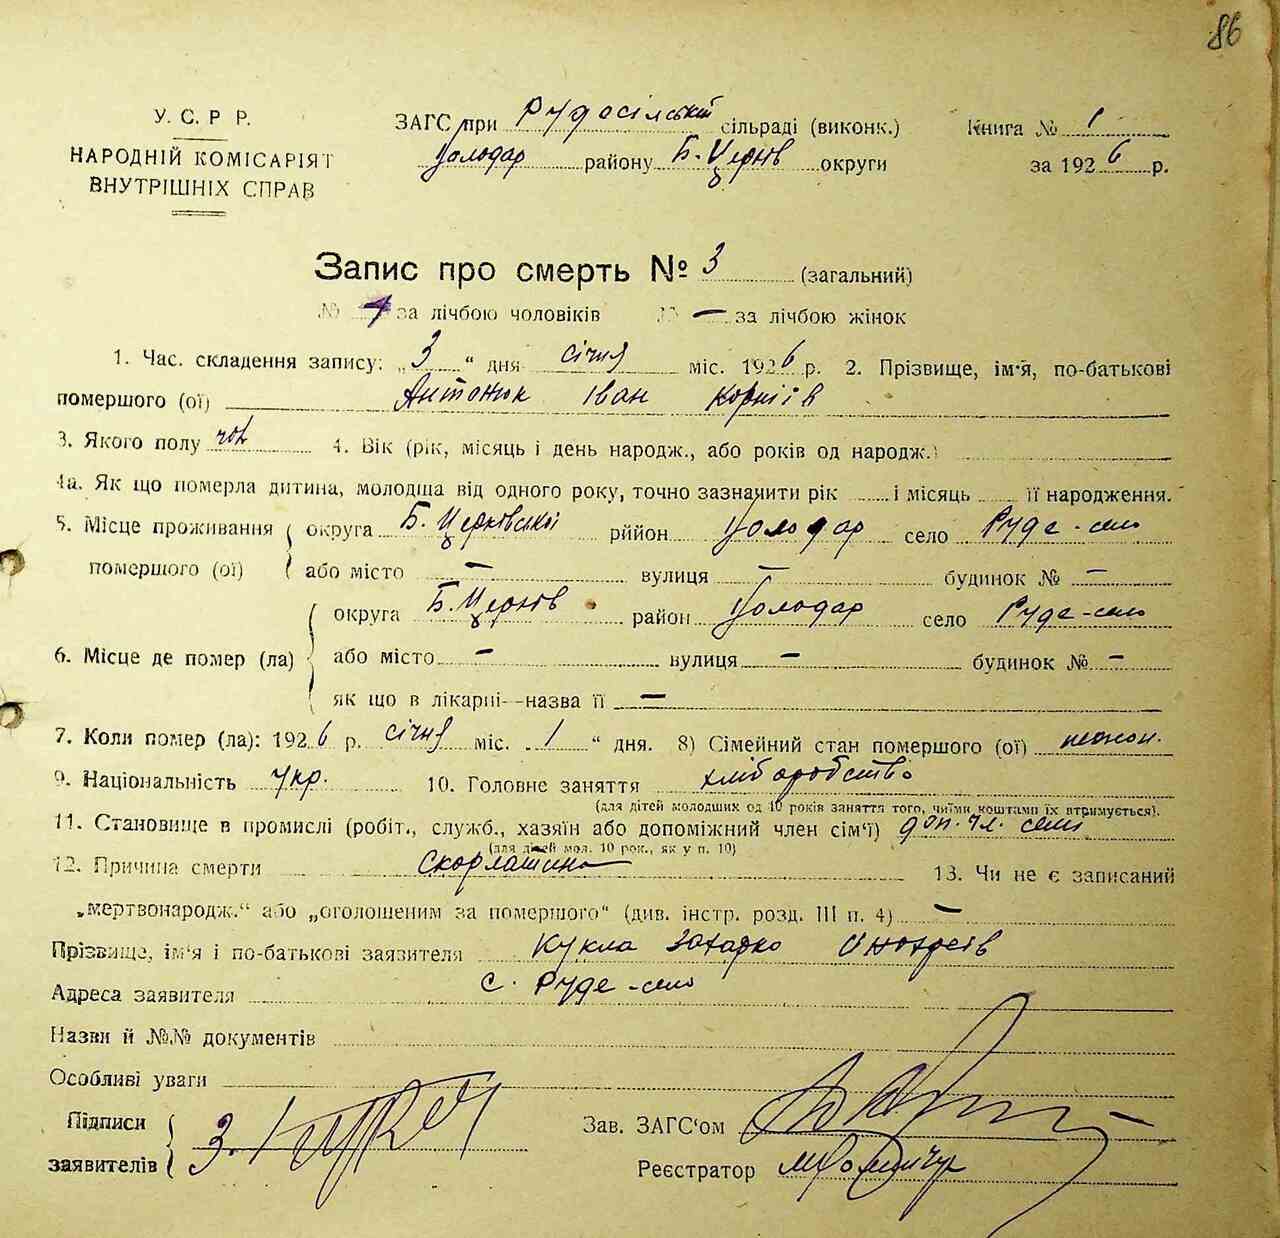 86
У. С. Р Р.
НАРОДНІЙ КОМІСАРІЯТ
ВНУТРІШНІХ СПРАВ
ЗАГС при Рудосільській сільраді (виконк.) Книга № 1
Володар району Б-Церків округи за 1926 р.
Запис про смерть № 3 (загальний)
№ за лічбою чоловіків № — за лічбою жінок
1. Час. складення запису: „3“ дня січня міс. 1926 р. 2. Прізвище, ім'я, по-батькові
помершого (ої) Антонюк Іван Корніїв
3. Якого полу чол 4. Вік (рік, місяць і день народж., або років од народж.)
4а. Як що померла дитина, молодша від одного року, точно зазначити рік і місяць її народження.
5. Місце проживання округа Б. Церківської рйион Володар село Руде-село
помершого (ої) або місто — вулиця — будинок № —
округа Б. Церків район Володар село Руде-село
6. Місце де помер (ла) або місто — вулиця — будинок № —
як що в лікарні--назва її —
7. Коли помер (ла): 1926 р. січня міс. „1“ дня. 8) Сімейний стан помершого (ої)
9. Національність Укр. 10. Головне заняття хліборобство
(для дітей молодших од 10 років заняття того, чиїми коштами їх втримується).
11. Становище в промислі (робіт., служб., хазяїн або допоміжний член сім'ї) доп. чл. семї
(для дітей мол. 10 рок., як у п. 10)
12. Причина смерти Скорлатина 13. Чи не є записаний
„мертвонародж.“ або „оголошеним за помершого“ (див. інстр. розд. III п. 4) —
Прізвище, ім'я і по-батькові заявителя Кукла Захарко
Адреса заявителя с. Руде-село
Назви й №№ документів
Особливі уваги
Підписи
заявителів
Зав. ЗАГС'ом
Реєстратор